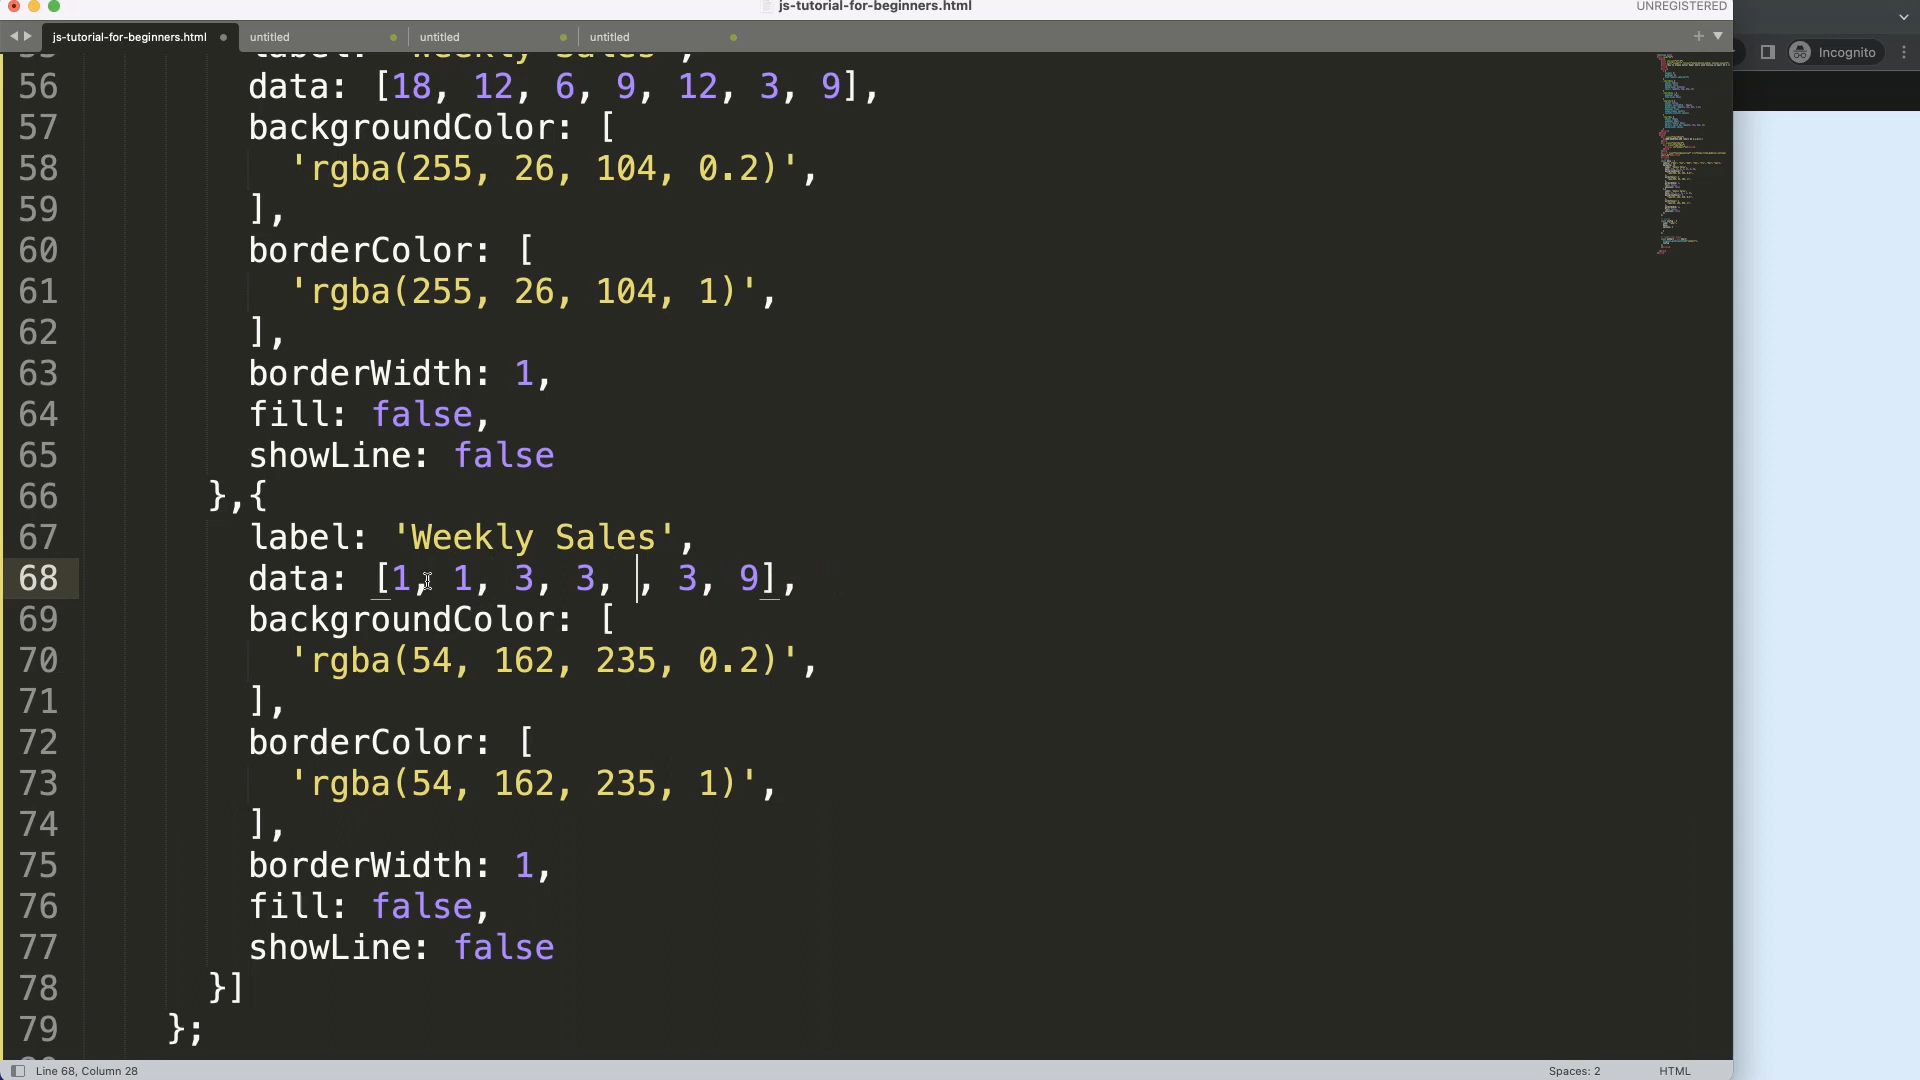 js-tutorial-for-beginners.html
UNREGISTERED
js-tutorial-for-beginners.html untitled untitled untitled
Incognito
55 label: 'Weekly Sales',
56 data: [18, 12, 6, 9, 12, 3, 9],
57 backgroundColor: [
58 'rgba(255, 26, 104, 0.2)',
59 ],
60 borderColor: [
61 'rgba(255, 26, 104, 1)',
62 ],
63 borderWidth: 1,
64 fill: false,
65 showLine: false
66 },{
67 label: 'Weekly Sales',
68 data: [1, 1, 3, 3, , 3, 9],
69 backgroundColor: [
70 'rgba(54, 162, 235, 0.2)',
71 ],
72 borderColor: [
73 'rgba(54, 162, 235, 1)',
74 ],
75 borderWidth: 1,
76 fill: false,
77 showLine: false
78 }]
79 };
Line 68, Column 28
Spaces: 2 HTML